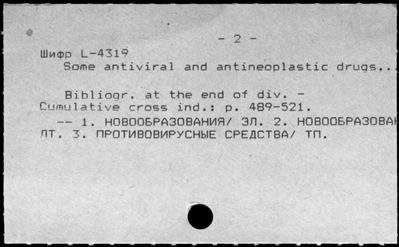 - 2 -
Шифр L-4319
Some antiviral and antineoplastic drugs...
Bibliogr. at the end of div. -
Cumulative cross ind.: p. 489-521.
-- 1. НОВООБРАЗОВАНИЯ/ ЭЛ. 2. НОВООБРАЗОВАН
ЛТ. 3. ПРОТИВОВИРУСНЫЕ СРЕДСТВА/ ТП.